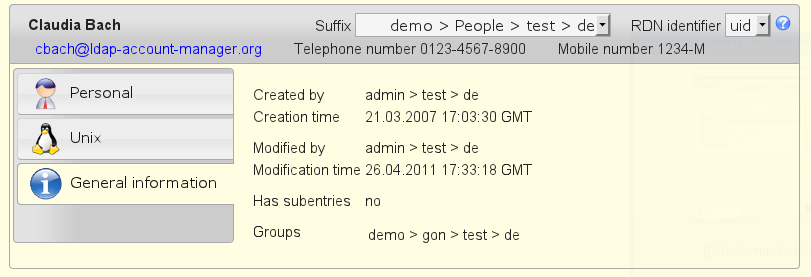 Claudia Bach Suffix demo > People > test > de RDN identifier uid
cbach@ldap-account-manager.org Telephone number 0123-4567-8900 Mobile number 1234-M
Personal
Unix
General information
Created by admin > test > de
Creation time 21.03.2007 17:03:30 GMT
Modified by admin > test > de
Modification time 26.04.2011 17:33:18 GMT
Has subentries no
Groups demo > gon > test > de